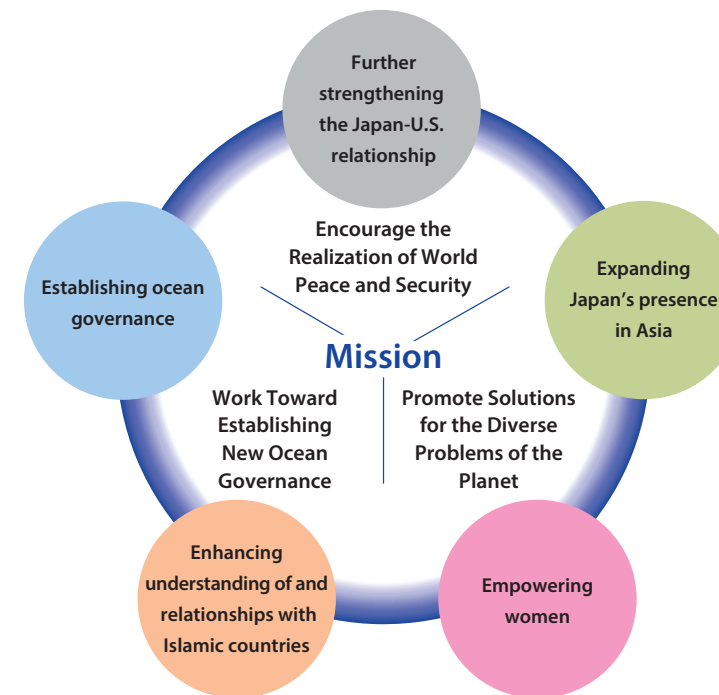 Further
strengthening
the Japan-U.S.
relationship
Encourage the
Realization of World
Peace and Security
Establishing ocean
governance
Expanding
Japan's presence
in Asia
Mission
Work Toward
Establishing
New Ocean
Governance
Promote Solutions
for the Diverse
Problems of the
Planet
Enhancing
understanding of and
relationships with
Islamic countries
Empowering
women